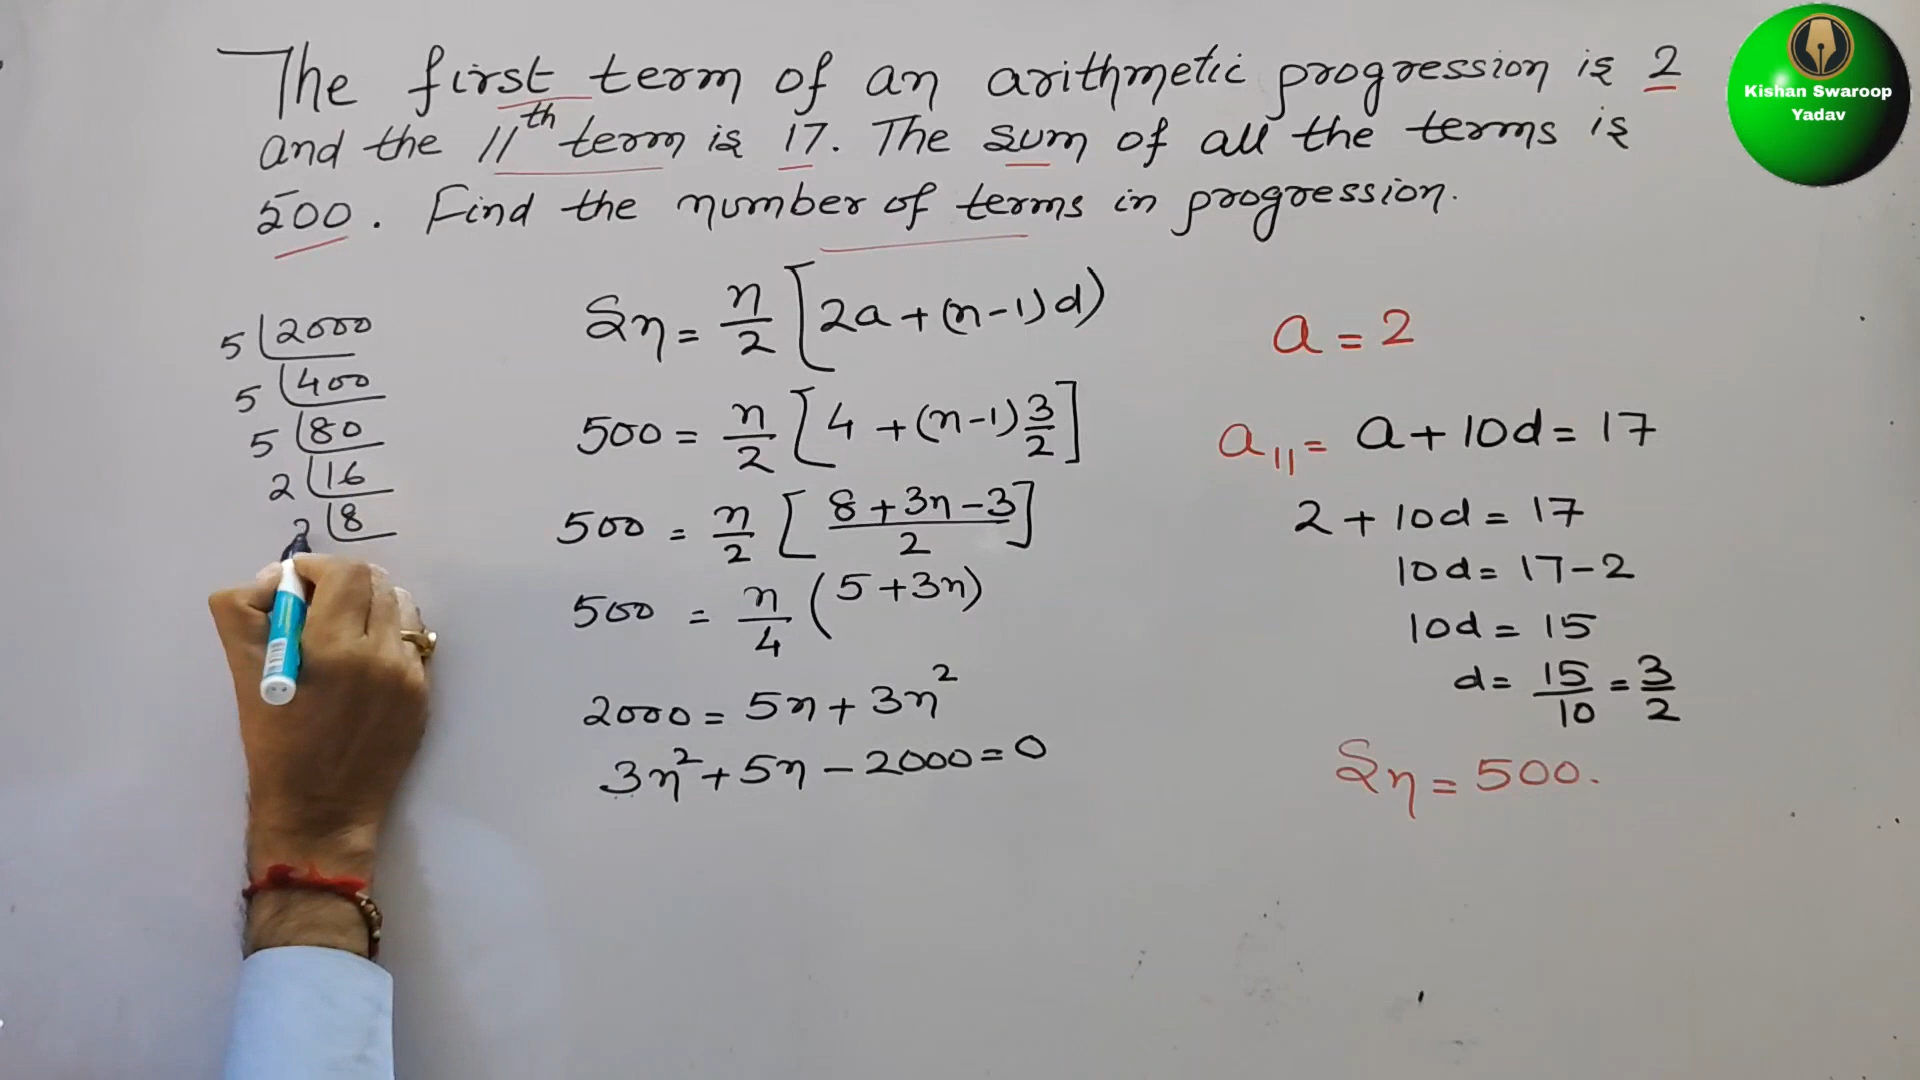 The first term of an arithmetic progression is 2
and the 11th term is 17. The sum of all the terms is
500. Find the number of terms in progression.
Kishan Swaroop
Yadav
5 | 2000
5 | 400
5 | 80
2 | 16
2 | 8
Sn = n/2 [2a + (n-1)d)
500 = n/2 [4 + (n-1) 3/2]
500 = n/2 [(8 + 3n - 3)/2]
500 = n/4 (5 + 3n)
2000 = 5n + 3n²
3n² + 5n - 2000 = 0
a = 2
a₁₁ = a + 10d = 17
2 + 10d = 17
10d = 17 - 2
10d = 15
d = 15/10 = 3/2
Sn = 500.